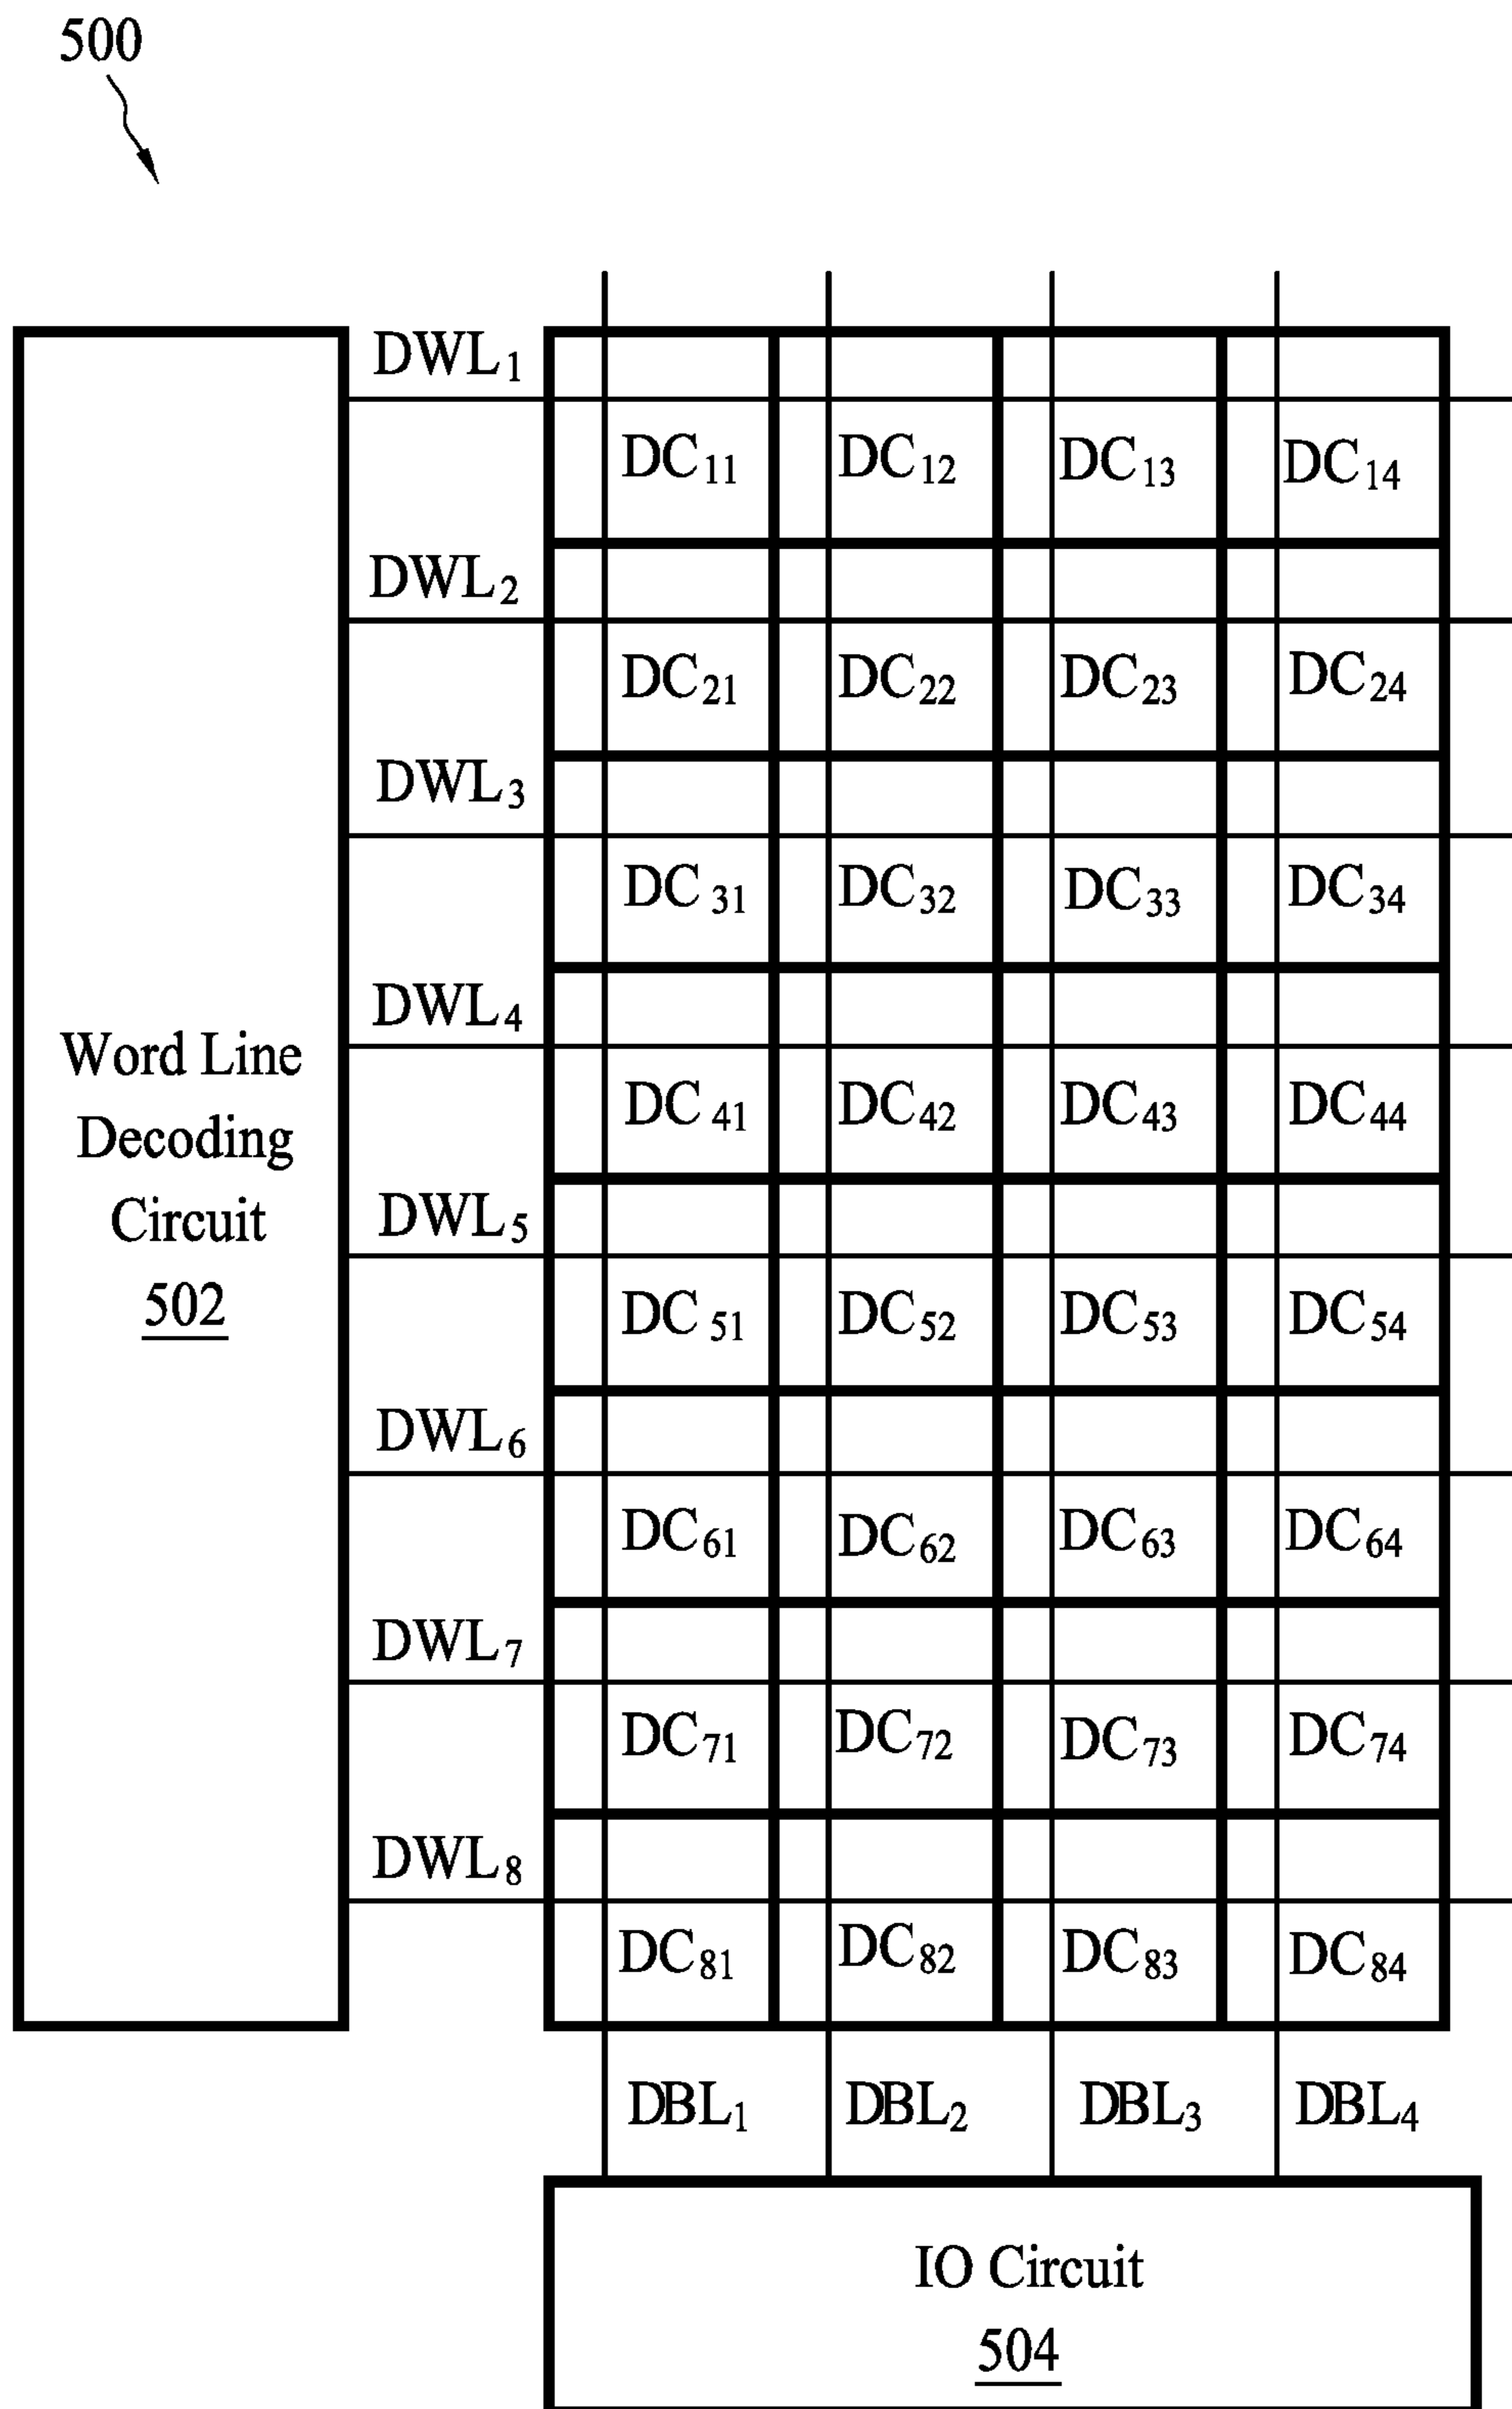 500
DWL₁
DC₁₁ DC₁₂ DC₁₃ DC₁₄
DWL₂
DC₂₁ DC₂₂ DC₂₃ DC₂₄
DWL₃
DC₃₁ DC₃₂ DC₃₃ DC₃₄
DWL₄
DC₄₁ DC₄₂ DC₄₃ DC₄₄
DWL₅
DC₅₁ DC₅₂ DC₅₃ DC₅₄
DWL₆
DC₆₁ DC₆₂ DC₆₃ DC₆₄
DWL₇
DC₇₁ DC₇₂ DC₇₃ DC�7₄
DWL₈
DC₈₁ DC₈₂ DC₈₃ DC₈₄
Word Line
Decoding
Circuit
502
DBL₁ DBL₂ DBL₃ DBL₄
IO Circuit
504